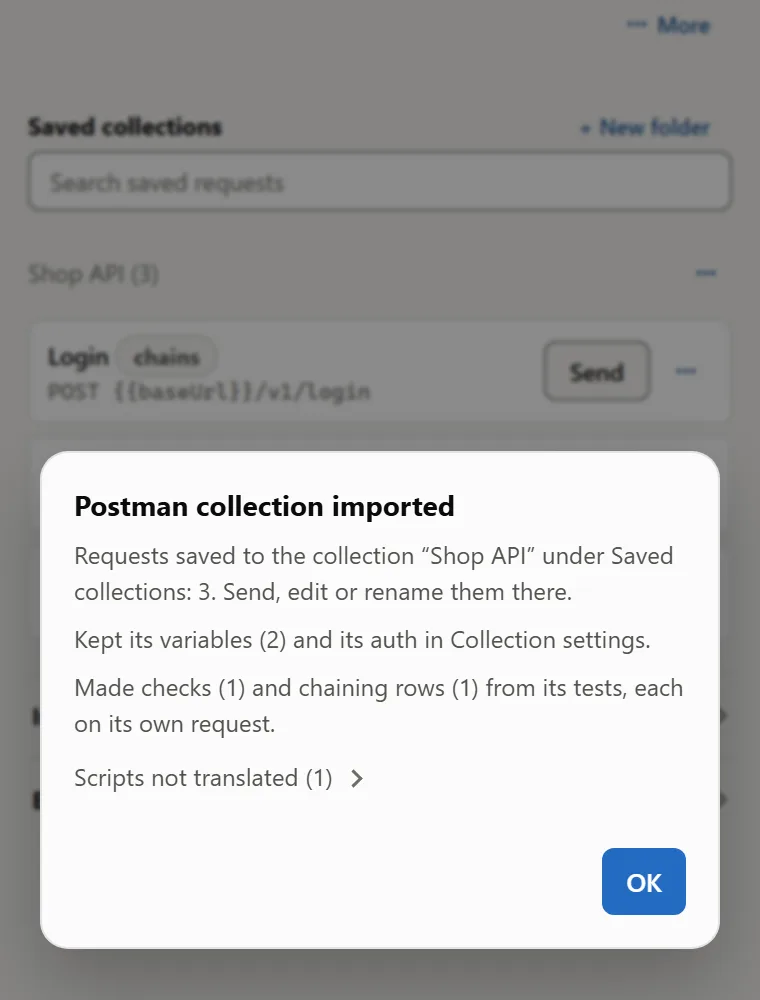 ··· More
Saved collections
+ New folder
Search saved requests
Shop API (3)
···
Login chains
Send ···
POST {{baseUrl}}/v1/login
Postman collection imported
Requests saved to the collection “Shop API” under Saved
collections: 3. Send, edit or rename them there.
Kept its variables (2) and its auth in Collection settings.
Made checks (1) and chaining rows (1) from its tests, each
on its own request.
Scripts not translated (1)
OK